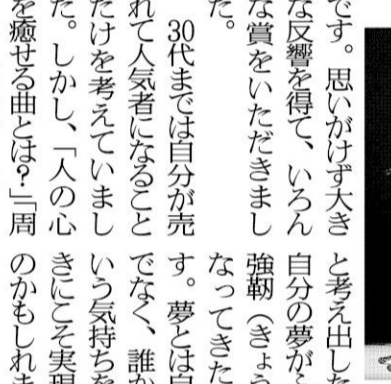 です。思いがけず大き
な反響を得て、いろん
な賞をいただきまし
た。
　30代までは自分が売
れて人気者になること
だけを考えていまし
た。しかし、「人の心
を癒せる曲とは？」「周
と考え出した
自分の夢が
強靭（きょう
なってきた
す。夢とは自
でなく、誰か
いう気持ちを
きにこそ実現
のかもしれま